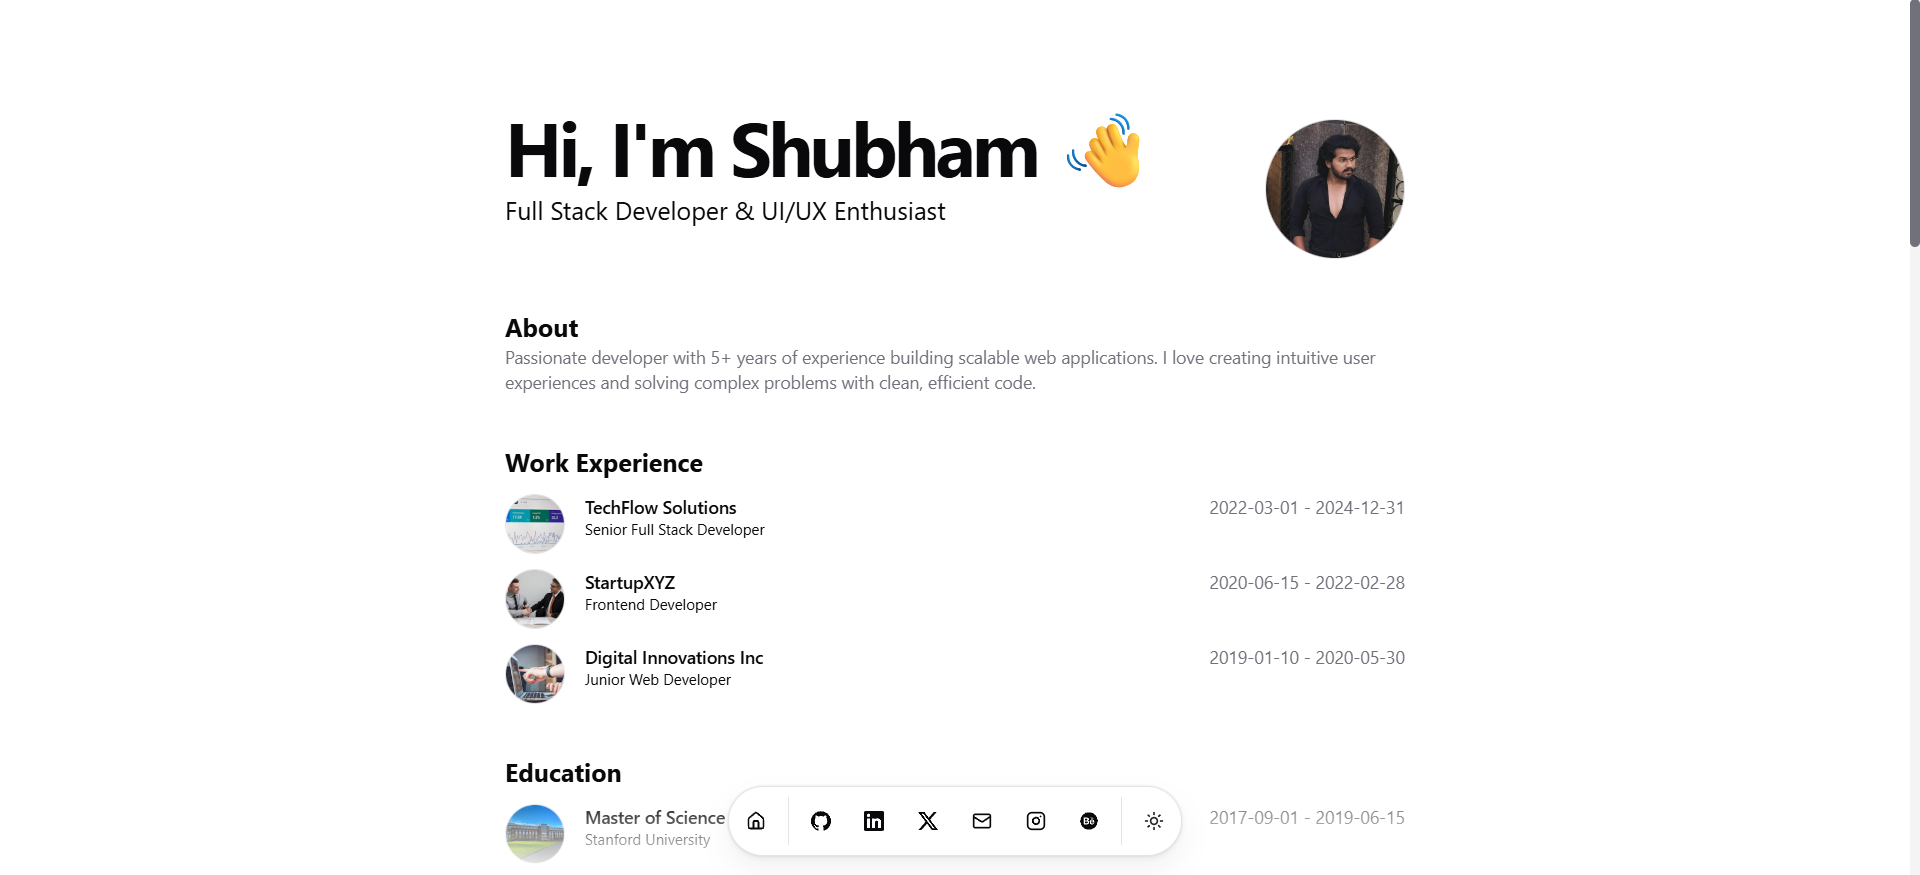 Hi, I'm Shubham 👋
Full Stack Developer & UI/UX Enthusiast
About
Passionate developer with 5+ years of experience building scalable web applications. I love creating intuitive user
experiences and solving complex problems with clean, efficient code.
Work Experience
TechFlow Solutions
2022-03-01 - 2024-12-31
Senior Full Stack Developer
StartupXYZ
2020-06-15 - 2022-02-28
Frontend Developer
Digital Innovations Inc
2019-01-10 - 2020-05-30
Junior Web Developer
Education
Master of Science
2017-09-01 - 2019-06-15
Stanford University